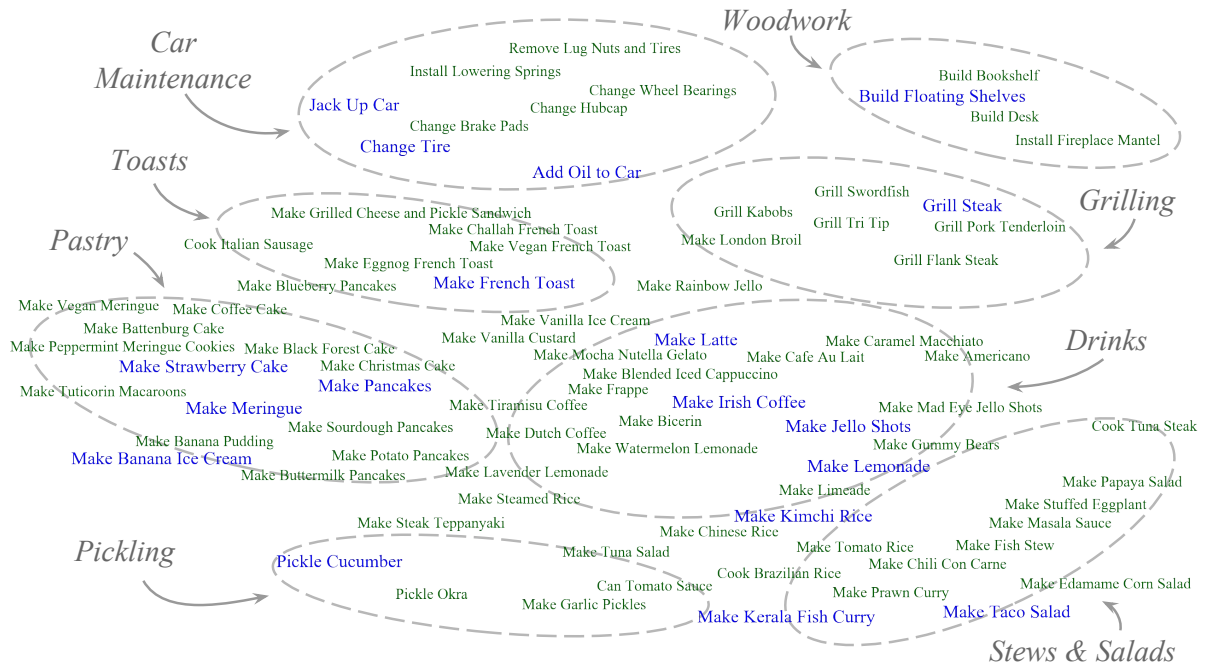 Car
Maintenance
Remove Lug Nuts and Tires
Install Lowering Springs
Change Wheel Bearings
Jack Up Car
Change Hubcap
Change Brake Pads
Change Tire
Add Oil to Car
Woodwork
Build Bookshelf
Build Floating Shelves
Build Desk
Install Fireplace Mantel
Toasts
Make Grilled Cheese and Pickle Sandwich
Make Challah French Toast
Cook Italian Sausage
Make Vegan French Toast
Make Eggnog French Toast
Make Blueberry Pancakes
Make French Toast
Grilling
Grill Swordfish
Grill Steak
Grill Kabobs
Grill Tri Tip
Grill Pork Tenderloin
Make London Broil
Grill Flank Steak
Make Rainbow Jello
Pastry
Make Vegan Meringue
Make Coffee Cake
Make Battenburg Cake
Make Peppermint Meringue Cookies
Make Black Forest Cake
Make Strawberry Cake
Make Christmas Cake
Make Pancakes
Make Tuticorin Macaroons
Make Meringue
Make Sourdough Pancakes
Make Banana Pudding
Make Banana Ice Cream
Make Potato Pancakes
Make Buttermilk Pancakes
Drinks
Make Vanilla Ice Cream
Make Vanilla Custard
Make Latte
Make Caramel Macchiato
Make Mocha Nutella Gelato
Make Cafe Au Lait
Make Americano
Make Blended Iced Cappuccino
Make Frappe
Make Tiramisu Coffee
Make Irish Coffee
Make Mad Eye Jello Shots
Make Bicerin
Make Jello Shots
Make Dutch Coffee
Make Watermelon Lemonade
Make Gummy Bears
Make Lavender Lemonade
Make Lemonade
Make Limeade
Make Steamed Rice
Make Kimchi Rice
Make Steak Teppanyaki
Make Chinese Rice
Pickling
Pickle Cucumber
Make Tuna Salad
Pickle Okra
Can Tomato Sauce
Make Garlic Pickles
Cook Tuna Steak
Make Papaya Salad
Make Stuffed Eggplant
Make Masala Sauce
Make Tomato Rice
Make Fish Stew
Make Chili Con Carne
Cook Brazilian Rice
Make Edamame Corn Salad
Make Prawn Curry
Make Kerala Fish Curry
Make Taco Salad
Stews & Salads